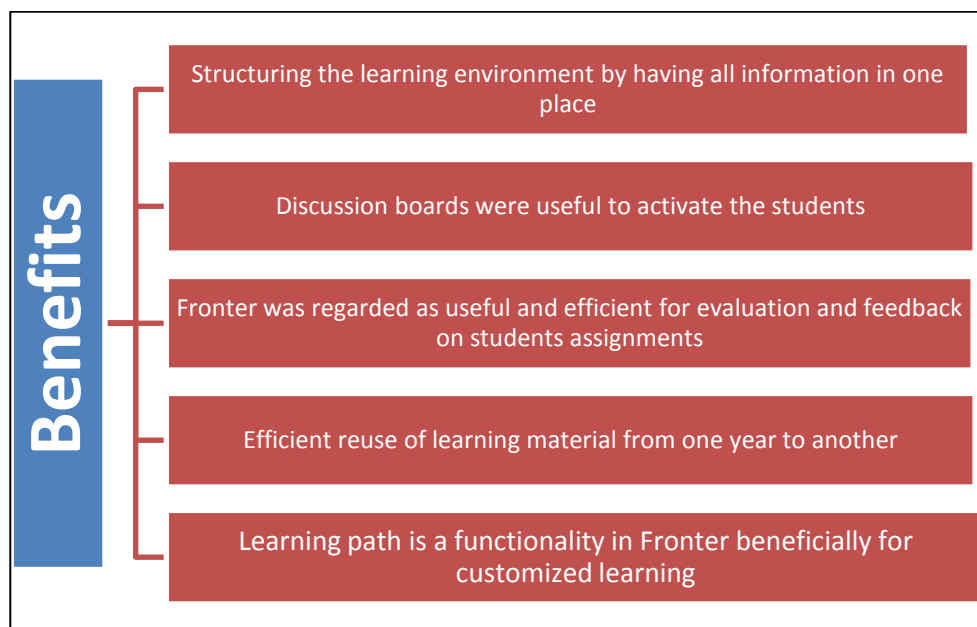 Benefits
Structuring the learning environment by having all information in one
place
Discussion boards were useful to activate the students
Fronter was regarded as useful and efficient for evaluation and feedback
on students assignments
Efficient reuse of learning material from one year to another
Learning path is a functionality in Fronter beneficially for
customized learning